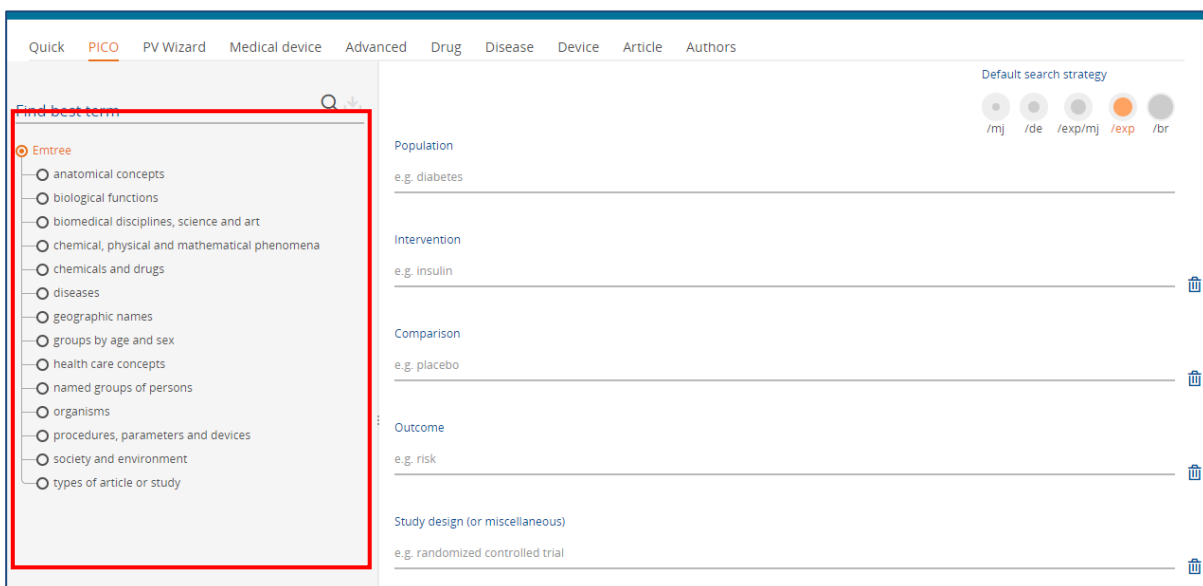 Quick PICO PV Wizard Medical device Advanced Drug Disease Device Article Authors
Find best term
Emtree
anatomical concepts
biological functions
biomedical disciplines, science and art
chemical, physical and mathematical phenomena
chemicals and drugs
diseases
geographic names
groups by age and sex
health care concepts
named groups of persons
organisms
procedures, parameters and devices
society and environment
types of article or study
Default search strategy
/mj /de /exp/mj /exp /br
Population
e.g. diabetes
Intervention
e.g. insulin
Comparison
e.g. placebo
Outcome
e.g. risk
Study design (or miscellaneous)
e.g. randomized controlled trial